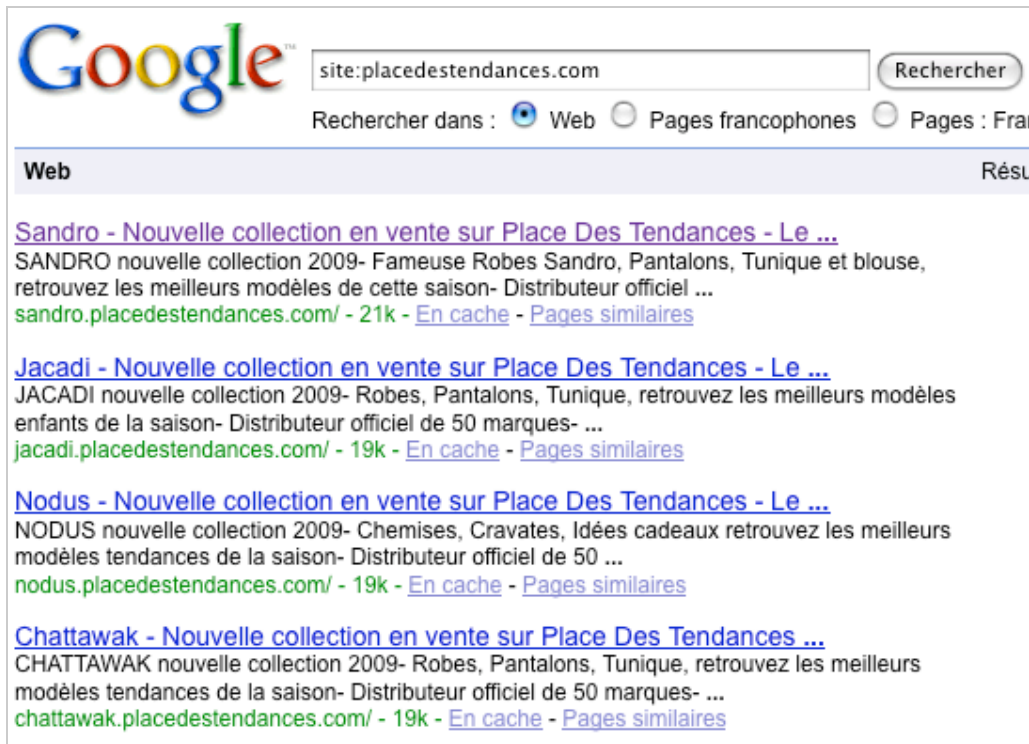 Google™
site:placedestendances.com
Rechercher
Rechercher dans : Web Pages francophones Pages : Fra
Web Résu
Sandro - Nouvelle collection en vente sur Place Des Tendances - Le ...
SANDRO nouvelle collection 2009- Fameuse Robes Sandro, Pantalons, Tunique et blouse,
retrouvez les meilleurs modèles de cette saison- Distributeur officiel ...
sandro.placedestendances.com/ - 21k - En cache - Pages similaires
Jacadi - Nouvelle collection en vente sur Place Des Tendances - Le ...
JACADI nouvelle collection 2009- Robes, Pantalons, Tunique, retrouvez les meilleurs modèles
enfants de la saison- Distributeur officiel de 50 marques- ...
jacadi.placedestendances.com/ - 19k - En cache - Pages similaires
Nodus - Nouvelle collection en vente sur Place Des Tendances - Le ...
NODUS nouvelle collection 2009- Chemises, Cravates, Idées cadeaux retrouvez les meilleurs
modèles tendances de la saison- Distributeur officiel de 50 ...
nodus.placedestendances.com/ - 19k - En cache - Pages similaires
Chattawak - Nouvelle collection en vente sur Place Des Tendances ...
CHATTAWAK nouvelle collection 2009- Robes, Pantalons, Tunique, retrouvez les meilleurs
modèles tendances de la saison- Distributeur officiel de 50 marques- ...
chattawak.placedestendances.com/ - 19k - En cache - Pages similaires